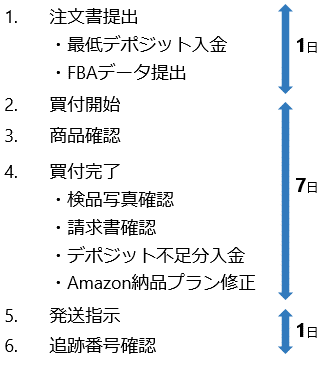 1. 注文書提出
・最低デポジット入金
・FBAデータ提出
1日
2. 買付開始
3. 商品確認
4. 買付完了
・検品写真確認
・請求書確認
・デポジット不足分入金
・Amazon納品プラン修正
7日
5. 発送指示
6. 追跡番号確認
1日